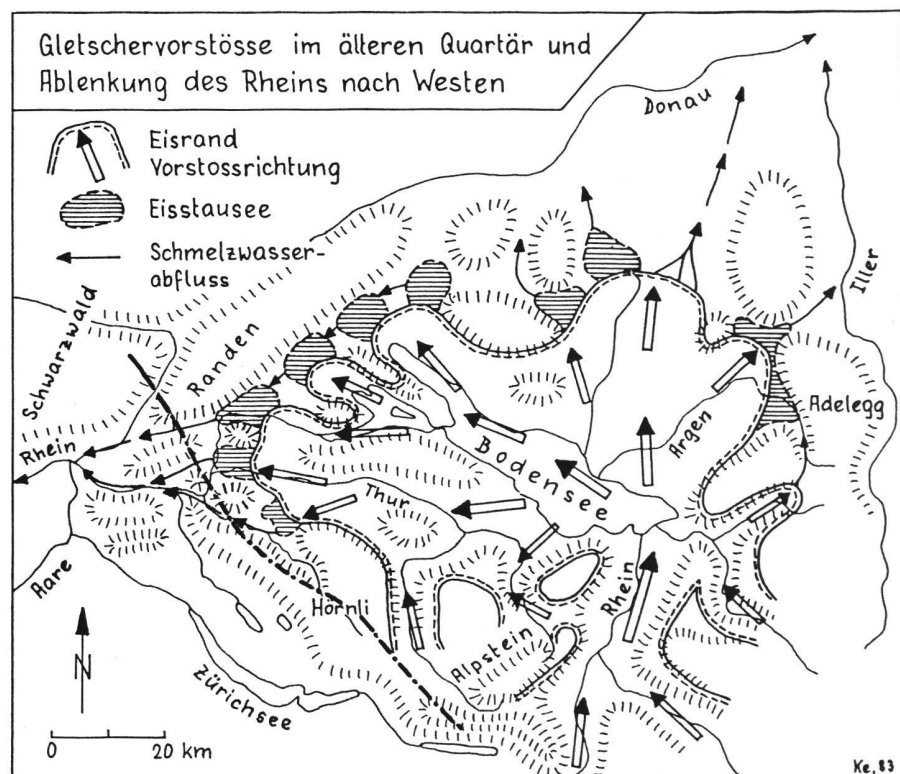 Gletschervorstösse im älteren Quartär und
Ablenkung des Rheins nach Westen
Eisrand
Vorstossrichtung
Eisstausee
Schmelzwasser-
abfluss
Donau
Iller
Schwarzwald
Randen
Adelegg
Argen
Rhein
Bodensee
Thur
Aare
Hörnli
Rhein
Alpstein
Zürichsee
N
0 20 km
Ke, 83